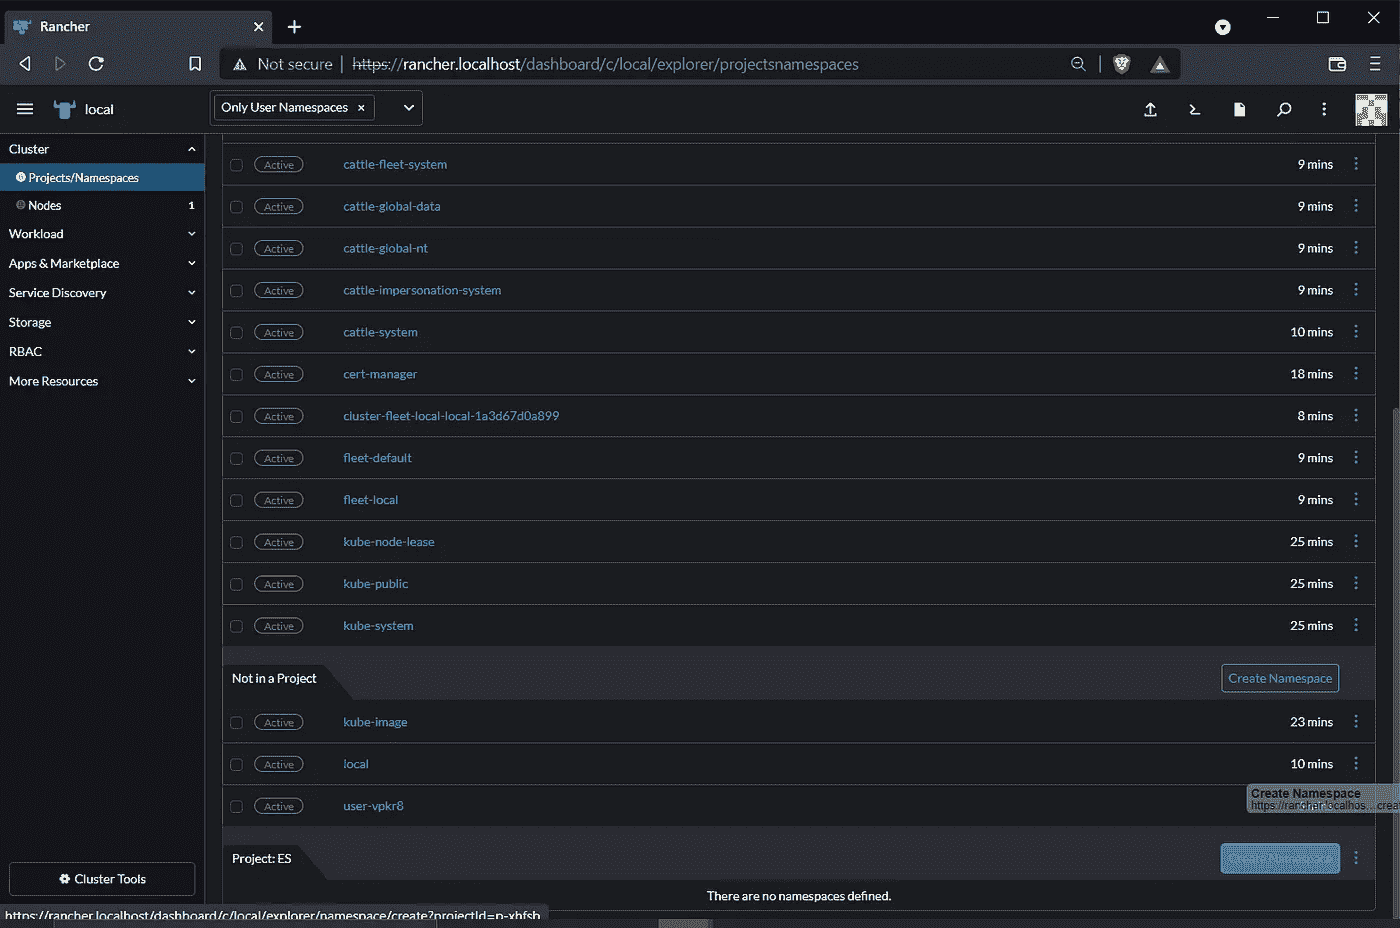 Rancher
Not secure https://rancher.localhost/dashboard/c/local/explorer/projectsnamespaces
local
Only User Namespaces
Cluster
Projects/Namespaces
Nodes 1
Workload
Apps & Marketplace
Service Discovery
Storage
RBAC
More Resources
Cluster Tools
Active cattle-fleet-system 9 mins
Active cattle-global-data 9 mins
Active cattle-global-nt 9 mins
Active cattle-impersonation-system 9 mins
Active cattle-system 10 mins
Active cert-manager 18 mins
Active cluster-fleet-local-local-1a3d67d0a899 8 mins
Active fleet-default 9 mins
Active fleet-local 9 mins
Active kube-node-lease 25 mins
Active kube-public 25 mins
Active kube-system 25 mins
Not in a Project Create Namespace
Active kube-image 23 mins
Active local 10 mins
Active user-vpkr8
Create Namespace
https://rancher.localhos... crea
Project: ES Create Namespace
There are no namespaces defined.
https://rancher.localhost/dashboard/c/local/explorer/namespace/create?projectId=p-xhfsb